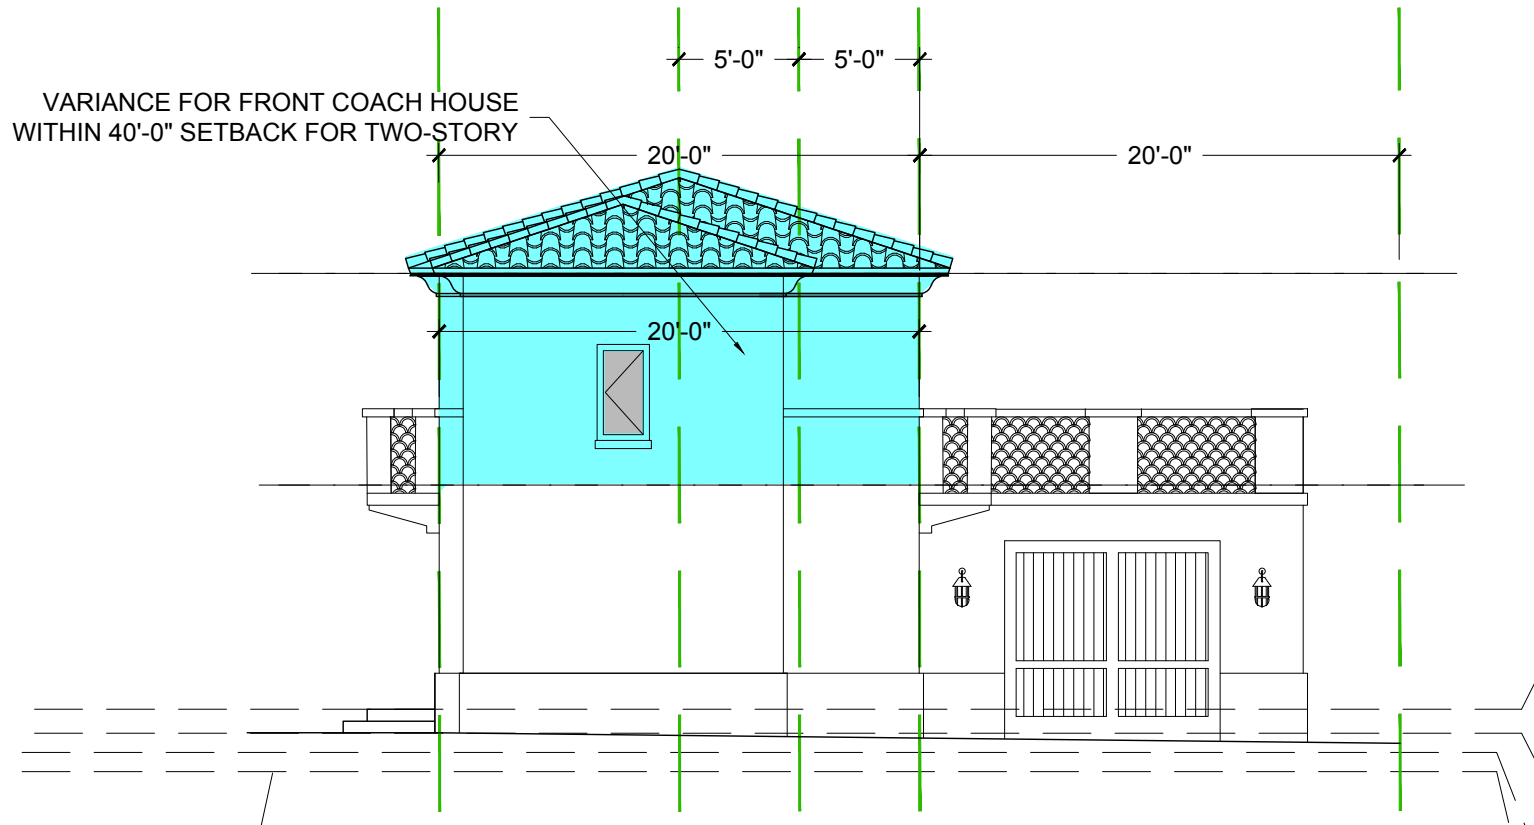 5'-0" 5'-0"
VARIANCE FOR FRONT COACH HOUSE
WITHIN 40'-0" SETBACK FOR TWO-STORY
20'-0" 20'-0"
20'-0"